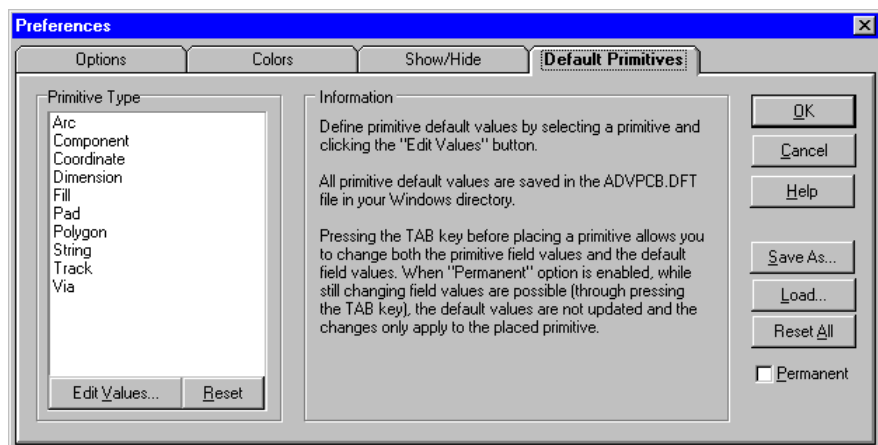 Preferences
Options
Colors
Show/Hide
Default Primitives
Primitive Type
Arc
Component
Coordinate
Dimension
Fill
Pad
Polygon
String
Track
Via
Edit Values...
Reset
Information
Define primitive default values by selecting a primitive and
clicking the "Edit Values" button.
All primitive default values are saved in the ADVPCB.DFT
file in your Windows directory.
Pressing the TAB key before placing a primitive allows you
to change both the primitive field values and the default
field values. When "Permanent" option is enabled, while
still changing field values are possible (through pressing
the TAB key), the default values are not updated and the
changes only apply to the placed primitive.
OK
Cancel
Help
Save As...
Load...
Reset All
Permanent